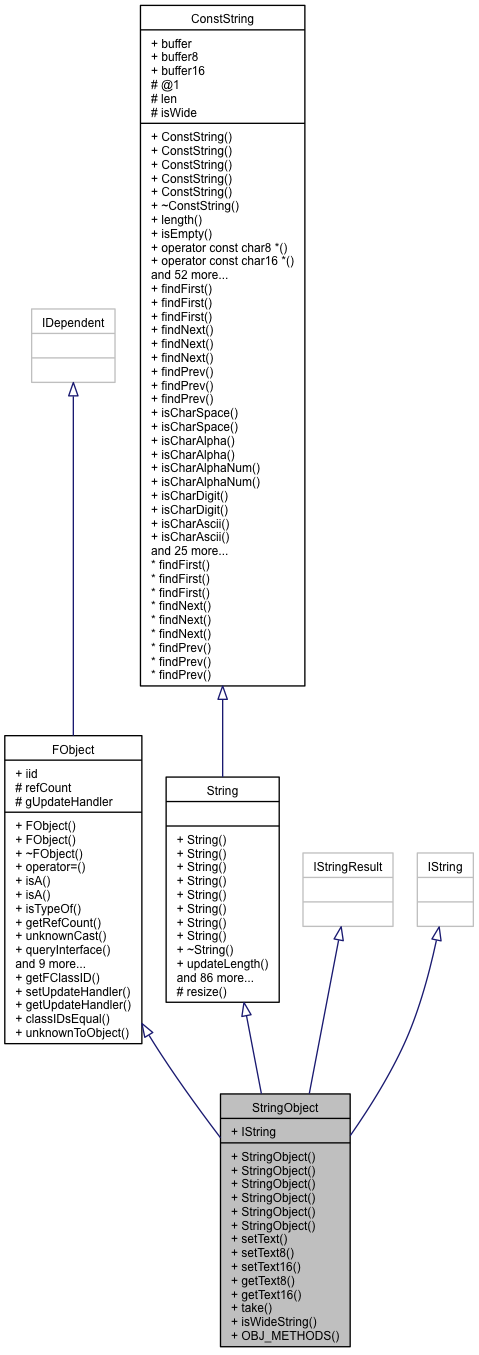 ConstString
+ buffer
+ buffer8
+ buffer16
# @1
# len
# isWide
+ ConstString()
+ ConstString()
+ ConstString()
+ ConstString()
+ ConstString()
+ ~ConstString()
+ length()
+ isEmpty()
+ operator const char8 *()
+ operator const char16 *()
and 52 more...
+ findFirst()
+ findFirst()
+ findFirst()
+ findNext()
+ findNext()
+ findNext()
+ findPrev()
+ findPrev()
+ findPrev()
+ isCharSpace()
+ isCharSpace()
+ isCharAlpha()
+ isCharAlpha()
+ isCharAlphaNum()
+ isCharAlphaNum()
+ isCharDigit()
+ isCharDigit()
+ isCharAscii()
+ isCharAscii()
and 25 more...
* findFirst()
* findFirst()
* findFirst()
* findNext()
* findNext()
* findNext()
* findPrev()
* findPrev()
* findPrev()
IDependent
FObject
+ iid
# refCount
# gUpdateHandler
+ FObject()
+ FObject()
+ ~FObject()
+ operator=()
+ isA()
+ isA()
+ isTypeOf()
+ getRefCount()
+ unknownCast()
+ queryInterface()
and 9 more...
+ getFClassID()
+ setUpdateHandler()
+ getUpdateHandler()
+ classIDsEqual()
+ unknownToObject()
String
+ String()
+ String()
+ String()
+ String()
+ String()
+ String()
+ String()
+ String()
+ ~String()
+ updateLength()
and 86 more...
# resize()
IStringResult
IString
StringObject
+ IString
+ StringObject()
+ StringObject()
+ StringObject()
+ StringObject()
+ StringObject()
+ StringObject()
+ setText()
+ setText8()
+ setText16()
+ getText8()
+ getText16()
+ take()
+ isWideString()
+ OBJ_METHODS()